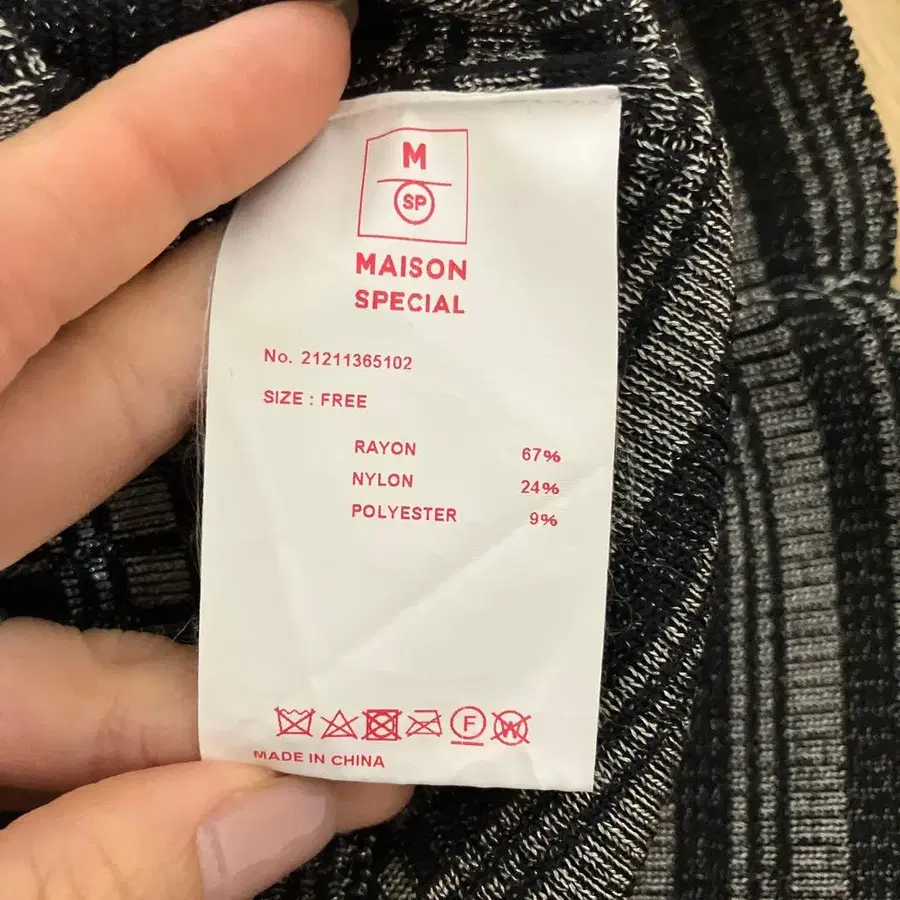 M
SP
MAISON
SPECIAL
No. 21211365102
SIZE : FREE
RAYON 67%
NYLON 24%
POLYESTER 9%
F W
MADE IN CHINA